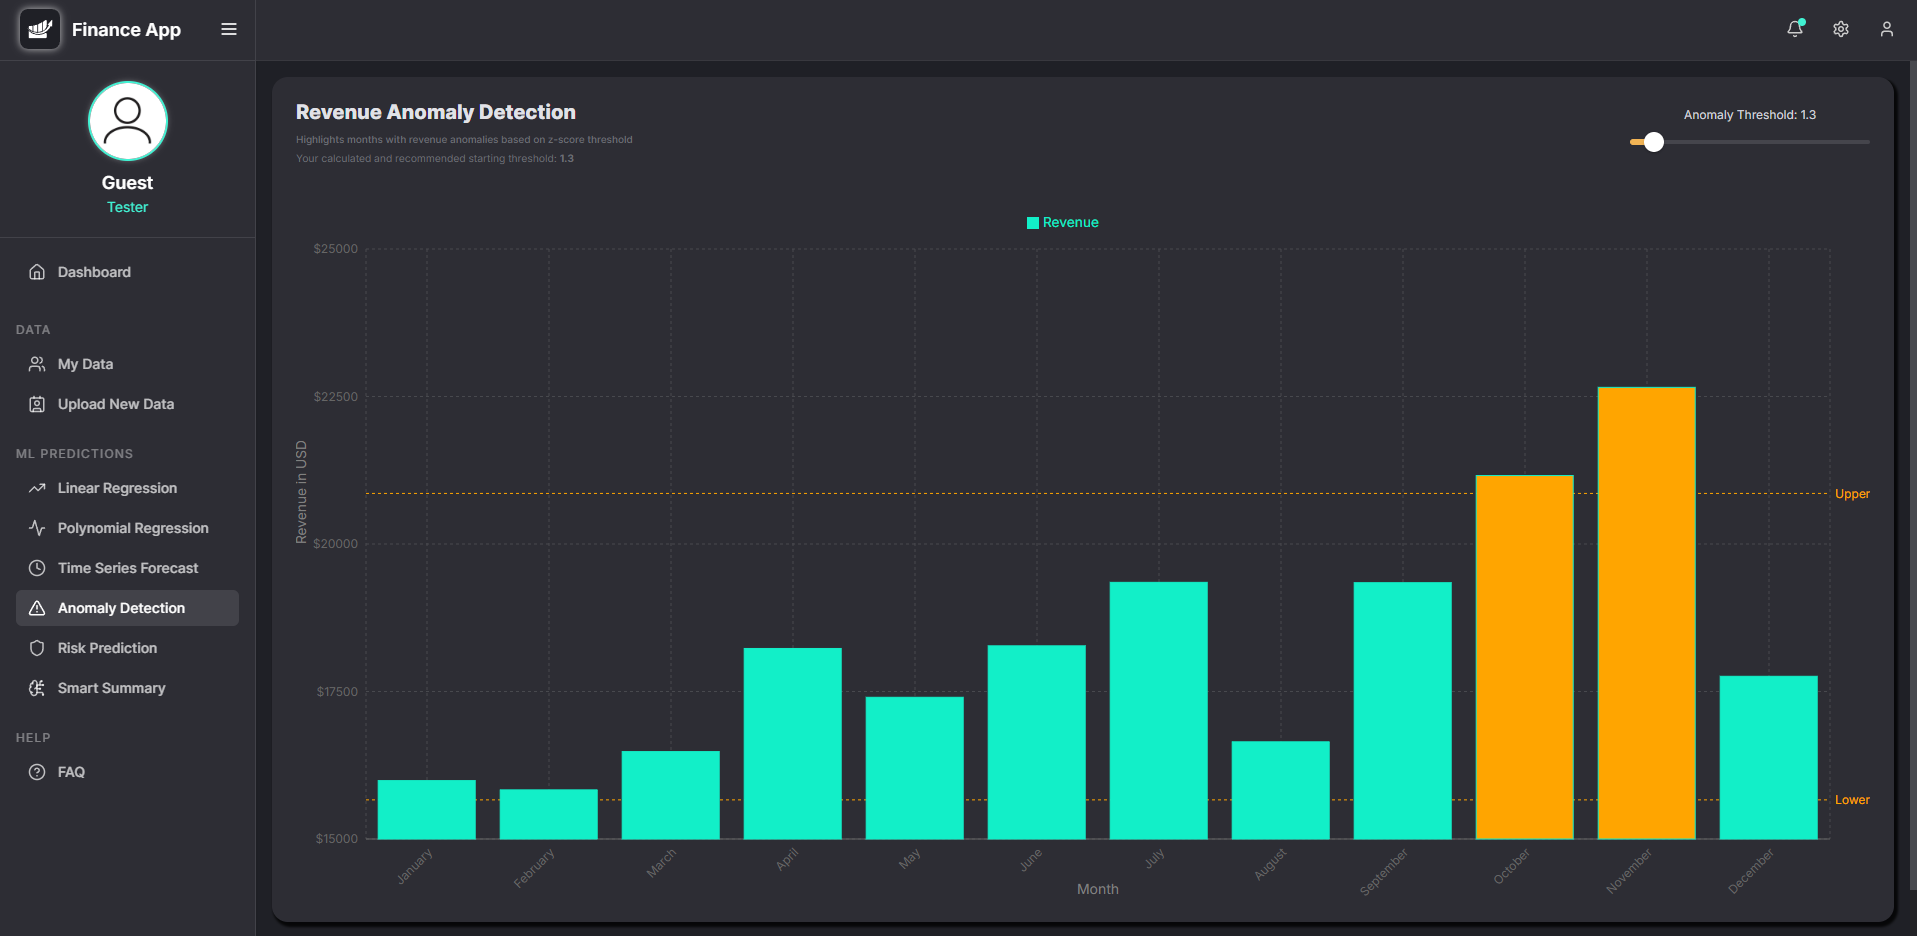 Finance App
Guest
Tester
Dashboard
DATA
My Data
Upload New Data
ML PREDICTIONS
Linear Regression
Polynomial Regression
Time Series Forecast
Anomaly Detection
Risk Prediction
Smart Summary
HELP
FAQ
Revenue Anomaly Detection
Highlights months with revenue anomalies based on z-score threshold
Your calculated and recommended starting threshold: 1.3
Anomaly Threshold: 1.3
Revenue
Revenue in USD
$25000
$22500
$20000
$17500
$15000
Upper
Lower
January
February
March
April
May
June
July
August
September
October
November
December
Month